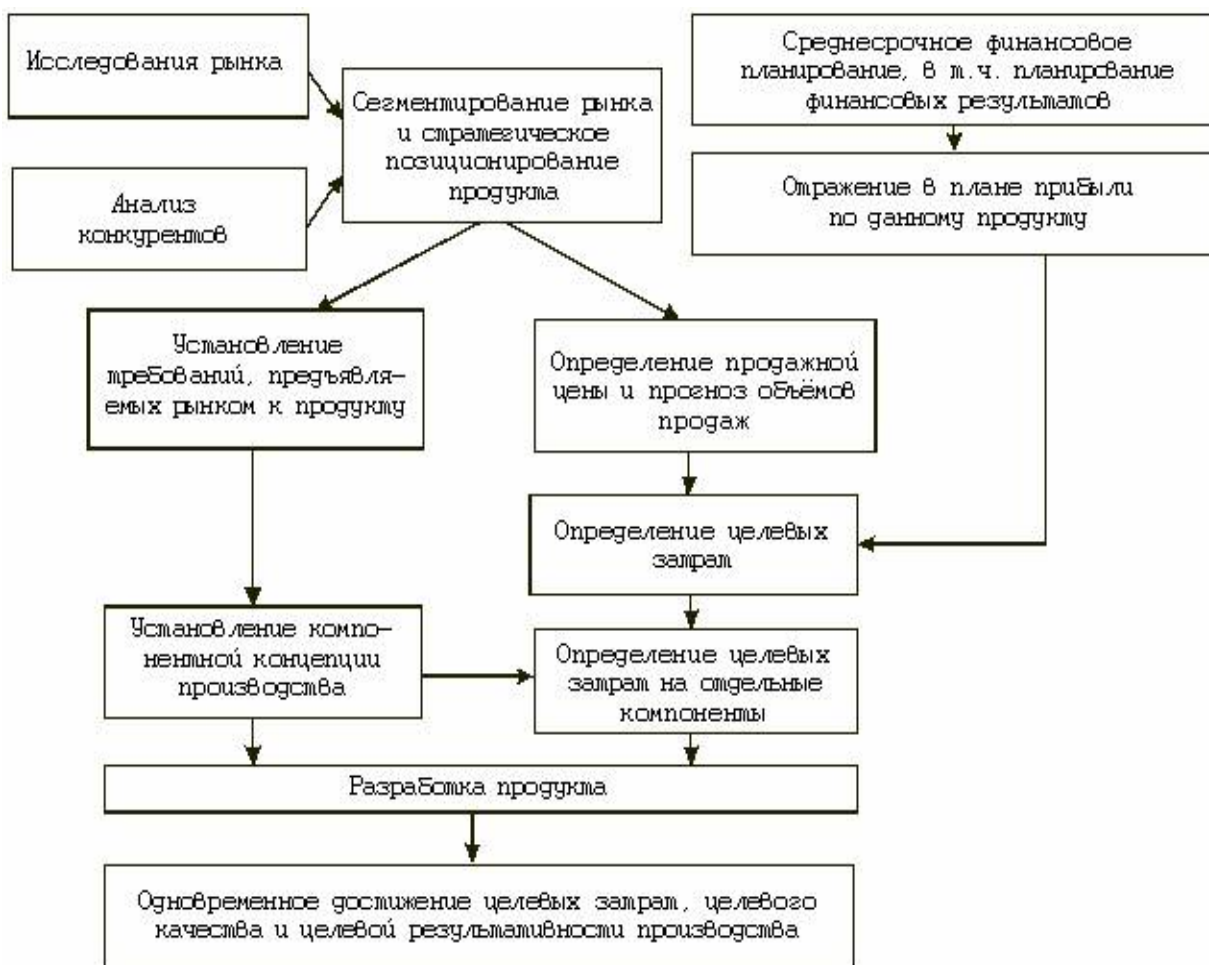 Исследования рынка
Среднесрочное финансовое
планирование, в т.ч. планирование
финансовых результатов
Сегментирование рынка
и стратегическое
позиционирование
продукта
Анализ
конкурентов
Отражение в плане прибыли
по данному продукту
Установление
требований, предъявля-
емых рынком к продукту
Определение продажной
цены и прогноз объёмов
продаж
Определение целевых
затрат
Установление компо-
нентной концепции
производства
Определение целевых
затрат на отдельные
компоненты
Разработка продукта
Одновременное достижение целевых затрат, целевого
качества и целевой результативности производства